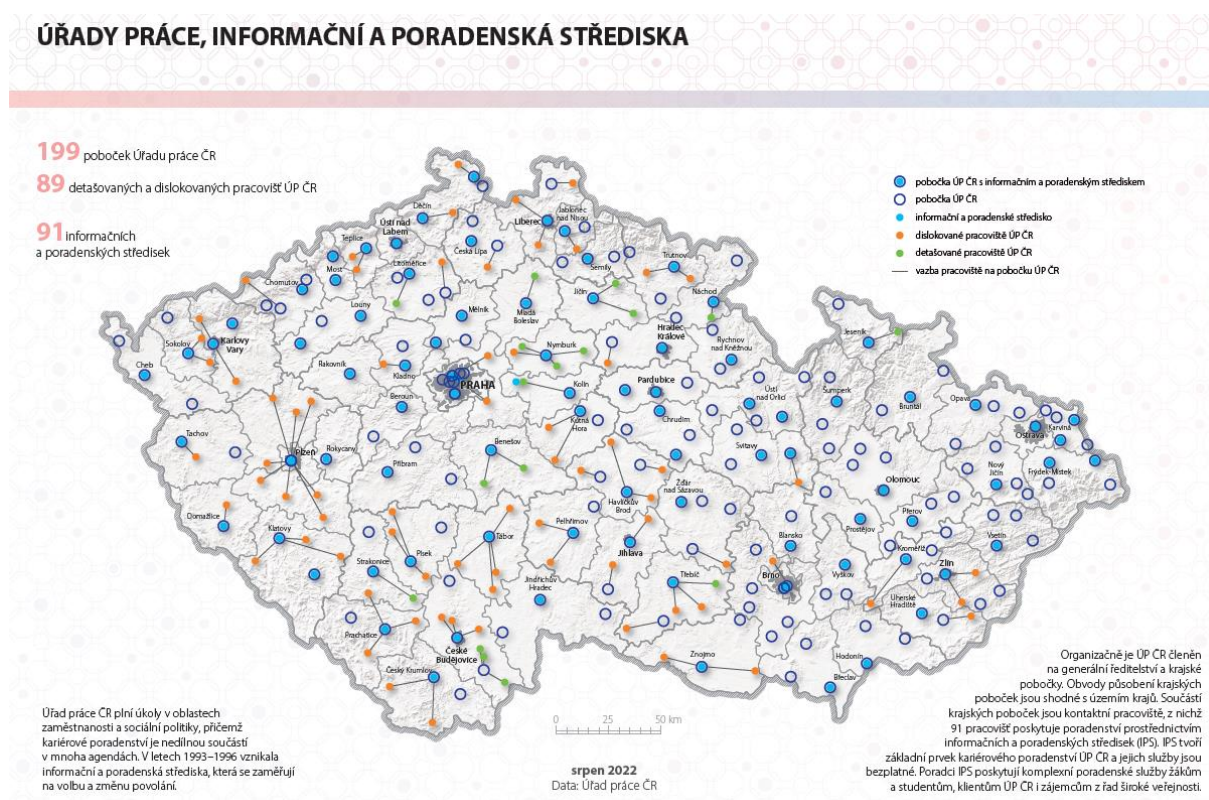 ÚŘADY PRÁCE, INFORMAČNÍ A PORADENSKÁ STŘEDISKA
199 poboček Úřadu práce ČR
89 detašovaných a dislokovaných pracovišť ÚP ČR
91 informačních
a poradenských středisek
pobočka ÚP ČR s informačním a poradenským střediskem
pobočka ÚP ČR
informační a poradenské středisko
dislokované pracoviště ÚP ČR
detašované pracoviště ÚP ČR
vazba pracoviště na pobočku ÚP ČR
Děčín
Ústí nad
Labem
Liberec
Jablonec
nad Nisou
Teplice
Česká Lípa
Most
Litoměřice
Semily
Trutnov
Chomutov
Louny
Mělník
Mladá
Boleslav
Jičín
Náchod
Jeseník
Sokolov
Karlovy
Vary
Hradec
Králové
Rychnov
nad Kněžnou
Cheb
Rakovník
Kladno
Nymburk
PRAHA
Kolín
Pardubice
Beroun
Ústí
nad Orlicí
Šumperk
Bruntál
Opava
Kutná
Hora
Chrudim
Ostrava
Karviná
Tachov
Plzeň
Rokycany
Benešov
Svitavy
Příbram
Nový
Jičín
Frýdek-Místek
Olomouc
Havlíčkův
Brod
Žďár
nad Sázavou
Domažlice
Klatovy
Pelhřimov
Prostějov
Přerov
Tábor
Písek
Jihlava
Blansko
Vsetín
Strakonice
Kroměříž
Zlín
Jindřichův
Hradec
Třebíč
Brno
Vyškov
Uherské
Hradiště
Prachatice
České
Budějovice
Znojmo
Hodonín
Český Krumlov
Břeclav
Úřad práce ČR plní úkoly v oblastech
zaměstnanosti a sociální politiky, přičemž
kariérové poradenství je nedílnou součástí
v mnoha agendách. V letech 1993–1996 vznikala
informační a poradenská střediska, která se zaměřují
na volbu a změnu povolání.
0 25 50 km
srpen 2022
Data: Úřad práce ČR
Organizačně je ÚP ČR členěn
na generální ředitelství a krajské
pobočky. Obvody působení krajských
poboček jsou shodné s územím krajů. Součástí
krajských poboček jsou kontaktní pracoviště, z nichž
91 pracovišť poskytuje poradenství prostřednictvím
informačních a poradenských středisek (IPS). IPS tvoří
základní prvek kariérového poradenství ÚP ČR a jejich služby jsou
bezplatné. Poradci IPS poskytují komplexní poradenské služby žákům
a studentům, klientům ÚP ČR i zájemcům z řad široké veřejnosti.